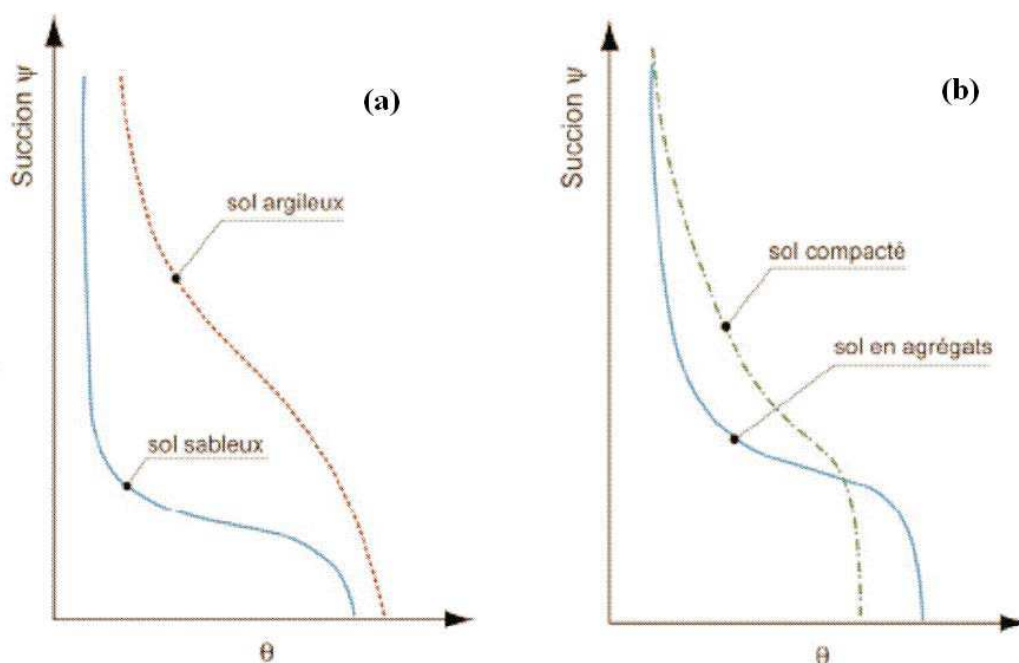 Succion ψ
(a)
sol argileux
sol sableux
θ
Succion ψ
(b)
sol compacté
sol en agrégats
θ